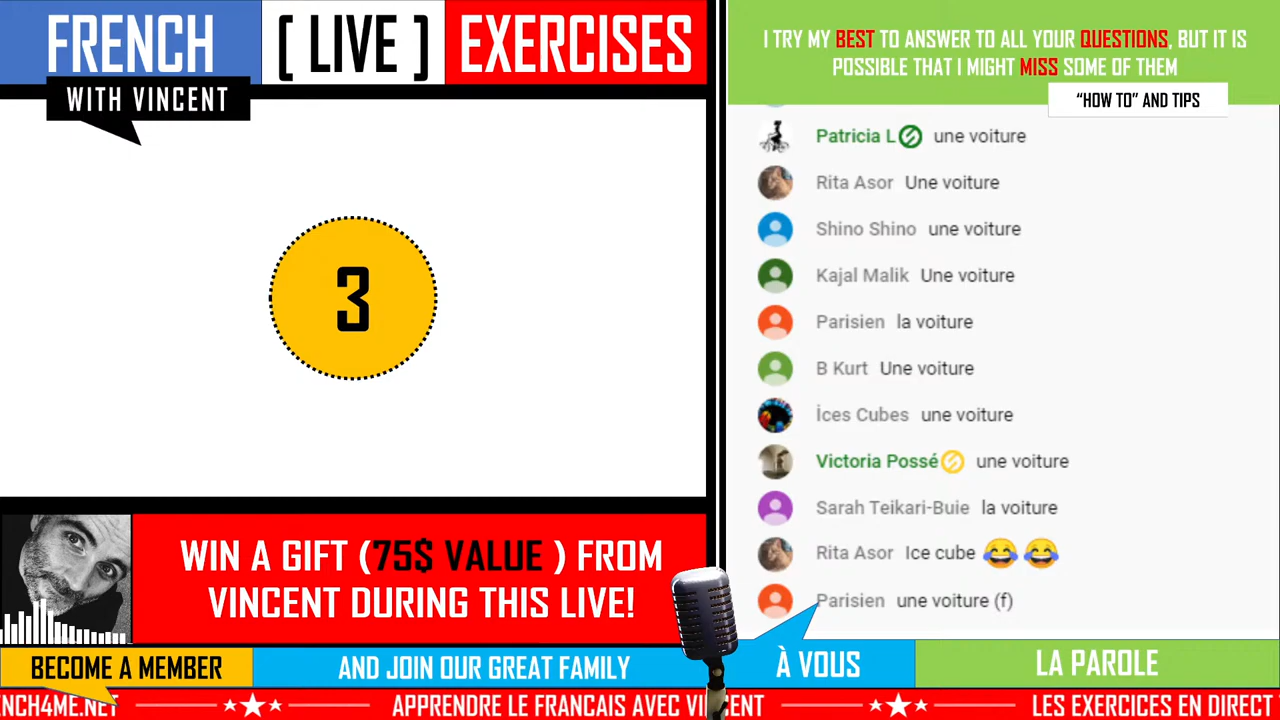 FRENCH
[ LIVE ]
EXERCISES
WITH VINCENT
3
WIN A GIFT (75$ VALUE ) FROM
VINCENT DURING THIS LIVE!
BECOME A MEMBER
AND JOIN OUR GREAT FAMILY
I TRY MY BEST TO ANSWER TO ALL YOUR QUESTIONS, BUT IT IS
POSSIBLE THAT I MIGHT MISS SOME OF THEM
“HOW TO” AND TIPS
Patricia L une voiture
Rita Asor Une voiture
Shino Shino une voiture
Kajal Malik Une voiture
Parisien la voiture
B Kurt Une voiture
İces Cubes une voiture
Victoria Possé une voiture
Sarah Teikari-Buie la voiture
Rita Asor Ice cube 😂😂
Parisien une voiture (f)
À VOUS
LA PAROLE
APPRENDRE LE FRANCAIS AVEC
LES EXERCICES EN DIRECT